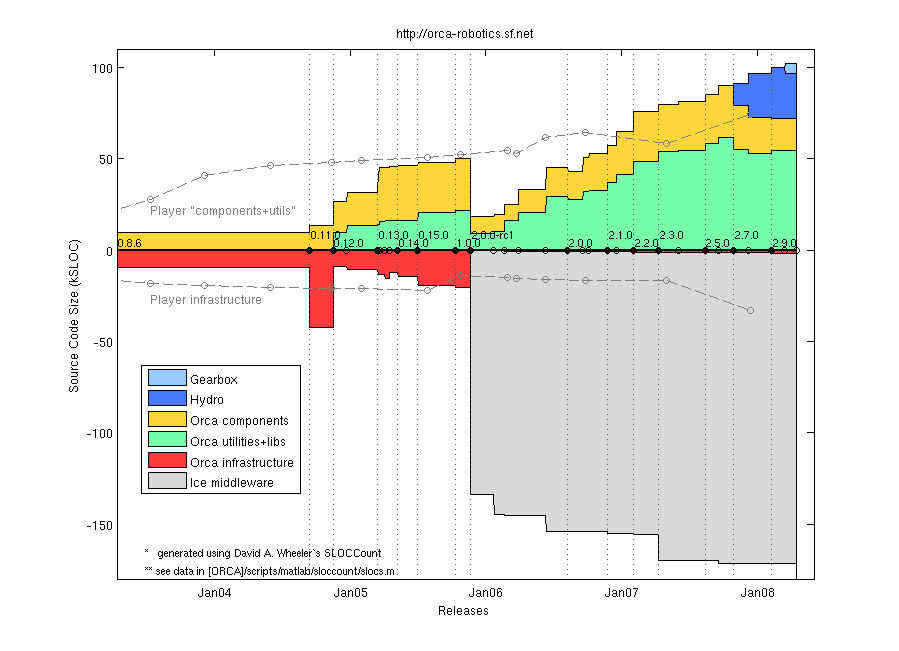 http://orca-robotics.sf.net
100
50
0
-50
-100
-150
Source Code Size (kSLOC)
Player "components+utils"
0.8.6
0.11.0
0.12.0
0.13.0
0.14.0
0.15.0
1.0.0
2.0.0-rc1
2.0.0
2.1.0
2.2.0
2.3.0
2.5.0
2.7.0
2.9.0
Player infrastructure
Gearbox
Hydro
Orca components
Orca utilities+libs
Orca infrastructure
Ice middleware
* generated using David A. Wheeler`s SLOCCount
** see data in [ORCA]/scripts/matlab/sloccount/slocs.m
Jan04
Jan05
Jan06
Jan07
Jan08
Releases